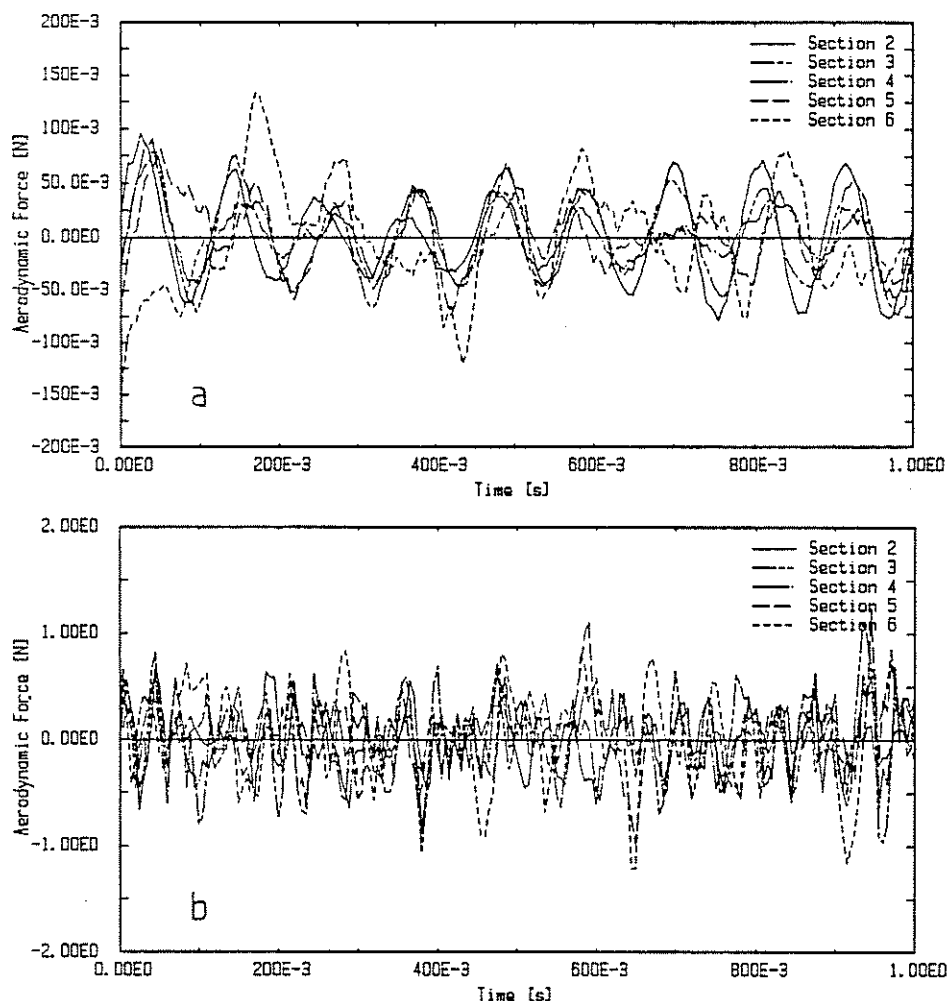 200E-3
150E-3
100E-3
50.0E-3
0.00E0
-50.0E-3
-100E-3
-150E-3
-200E-3
Aerodynamic Force [N]
Section 2
Section 3
Section 4
Section 5
Section 6
a
0.00E0 200E-3 400E-3 600E-3 800E-3 1.00E0
Time [s]
2.00E0
1.00E0
0.00E0
-1.00E0
-2.00E0
Aerodynamic Force [N]
Section 2
Section 3
Section 4
Section 5
Section 6
b
0.00E0 200E-3 400E-3 600E-3 800E-3 1.00E0
Time [s]